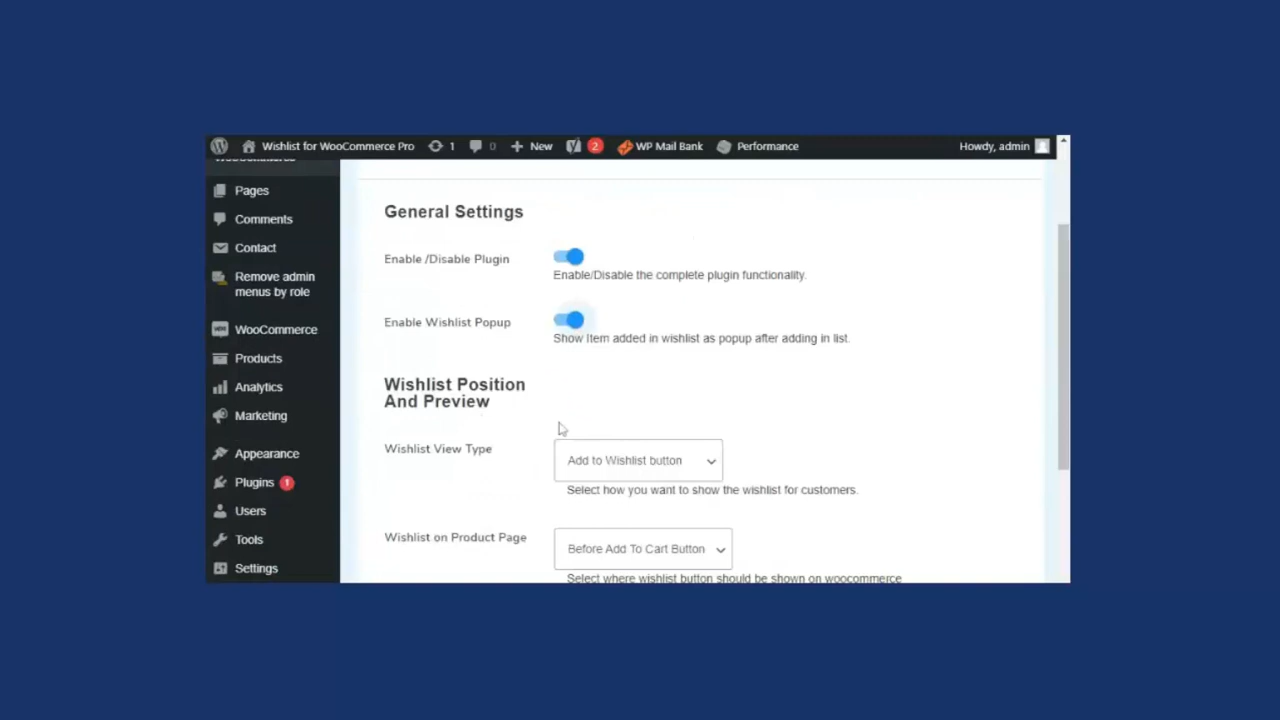 Wishlist for WooCommerce Pro 1 0 New 2 WP Mail Bank Performance Howdy, admin
WooCommerce
Pages
Comments
Contact
Remove admin
menus by role
WooCommerce
Products
Analytics
Marketing
Appearance
Plugins 1
Users
Tools
Settings
General Settings
Enable /Disable Plugin
Enable/Disable the complete plugin functionality.
Enable Wishlist Popup
Show Item added in wishlist as popup after adding in list.
Wishlist Position
And Preview
Wishlist View Type
Add to Wishlist button
Select how you want to show the wishlist for customers.
Wishlist on Product Page
Before Add To Cart Button
Select where wishlist button should be shown on woocommerce